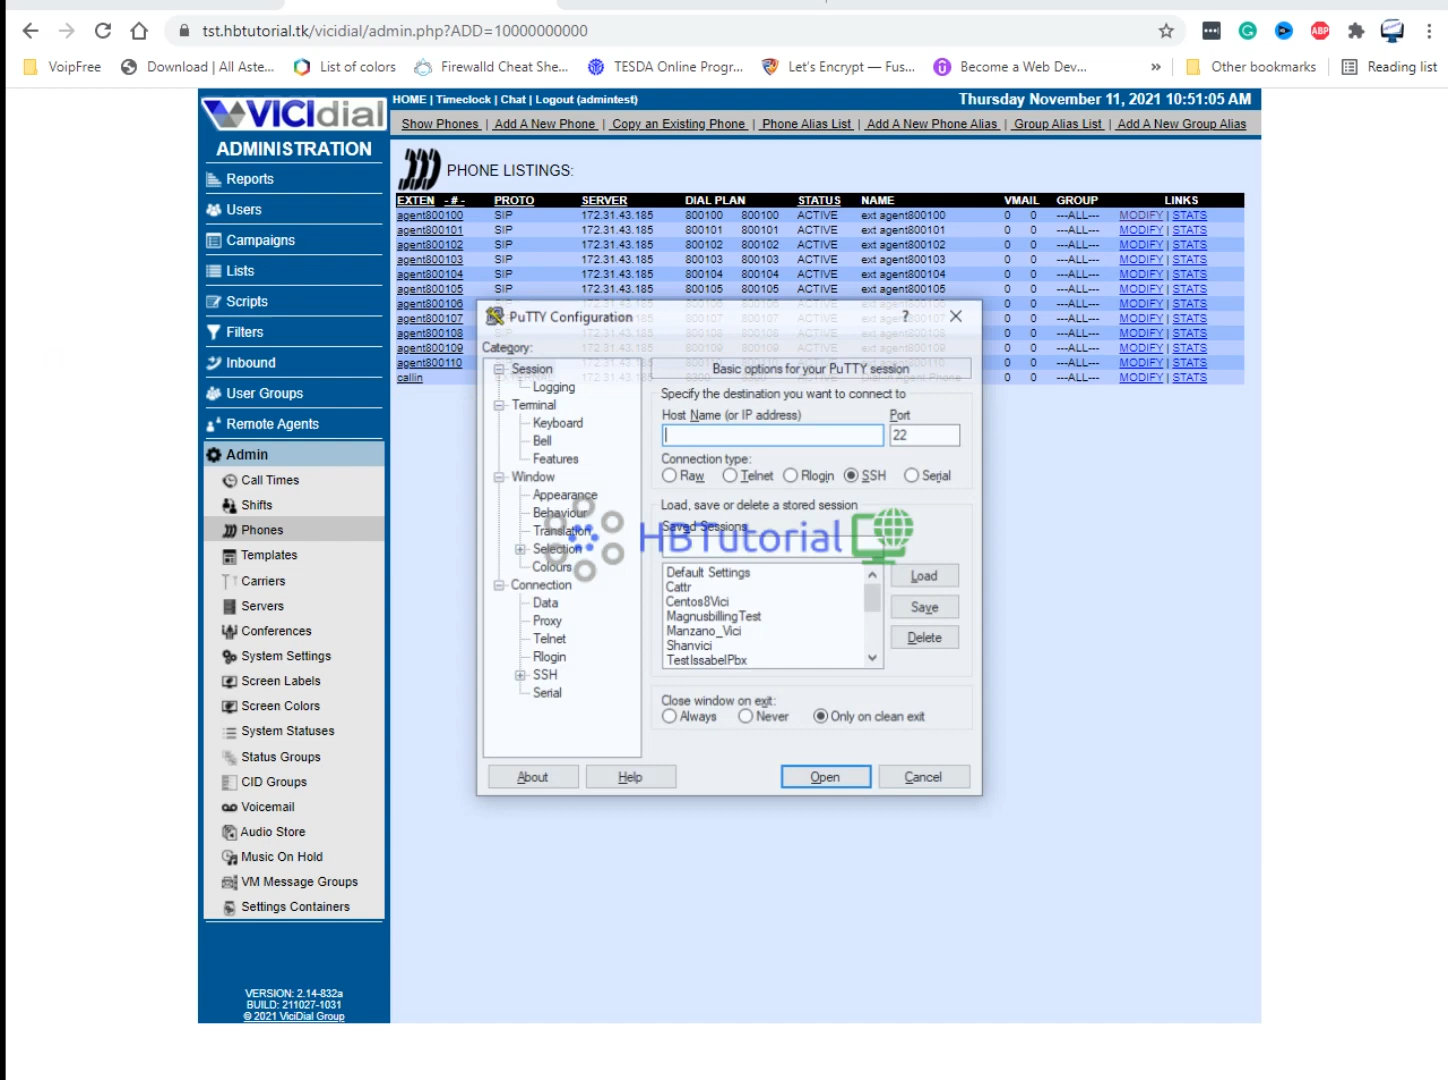 tst.hbtutorial.tk/vicidial/admin.php?ADD=10000000000
ABP
VoipFree Download | All Aste... List of colors Firewalld Cheat She... TESDA Online Progr... Let's Encrypt — Fus... Become a Web Dev... » Other bookmarks Reading list
VICIdial
HOME | Timeclock | Chat | Logout (admintest) Thursday November 11, 2021 10:51:05 AM
Show Phones | Add A New Phone | Copy an Existing Phone | Phone Alias List | Add A New Phone Alias | Group Alias List | Add A New Group Alias
ADMINISTRATION
Reports
Users
Campaigns
Lists
Scripts
Filters
Inbound
User Groups
Remote Agents
Admin
Call Times
Shifts
Phones
Templates
Carriers
Servers
Conferences
System Settings
Screen Labels
Screen Colors
System Statuses
Status Groups
CID Groups
Voicemail
Audio Store
Music On Hold
VM Message Groups
Settings Containers
VERSION: 2.14-832a
BUILD: 211027-1031
© 2021 ViciDial Group
PHONE LISTINGS:
EXTEN - # - PROTO SERVER DIAL PLAN STATUS NAME VMAIL GROUP LINKS
agent800100 SIP 172.31.43.185 800100 800100 ACTIVE ext agent800100 0 0 ---ALL--- MODIFY | STATS
agent800101 SIP 172.31.43.185 800101 800101 ACTIVE ext agent800101 0 0 ---ALL--- MODIFY | STATS
agent800102 SIP 172.31.43.185 800102 800102 ACTIVE ext agent800102 0 0 ---ALL--- MODIFY | STATS
agent800103 SIP 172.31.43.185 800103 800103 ACTIVE ext agent800103 0 0 ---ALL--- MODIFY | STATS
agent800104 SIP 172.31.43.185 800104 800104 ACTIVE ext agent800104 0 0 ---ALL--- MODIFY | STATS
agent800105 SIP 172.31.43.185 800105 800105 ACTIVE ext agent800105 0 0 ---ALL--- MODIFY | STATS
agent800106 0 0 ---ALL--- MODIFY | STATS
agent800107 0 0 ---ALL--- MODIFY | STATS
agent800108 0 0 ---ALL--- MODIFY | STATS
agent800109 0 0 ---ALL--- MODIFY | STATS
agent800110 0 0 ---ALL--- MODIFY | STATS
callin 0 0 ---ALL--- MODIFY | STATS
PuTTY Configuration ?
Category:
Session
Logging
Terminal
Keyboard
Bell
Features
Window
Appearance
Behaviour
Translation
Selection
Colours
Connection
Data
Proxy
Telnet
Rlogin
SSH
Serial
Basic options for your PuTTY session
Specify the destination you want to connect to
Host Name (or IP address) Port
22
Connection type:
Raw Telnet Rlogin SSH Serial
Load, save or delete a stored session
Saved Sessions
HBTutorial
Default Settings
Cattr
Centos8Vici
MagnusbillingTest
Manzano_Vici
Shanvici
TestIssabelPbx
Load
Save
Delete
Close window on exit:
Always Never Only on clean exit
About Help Open Cancel